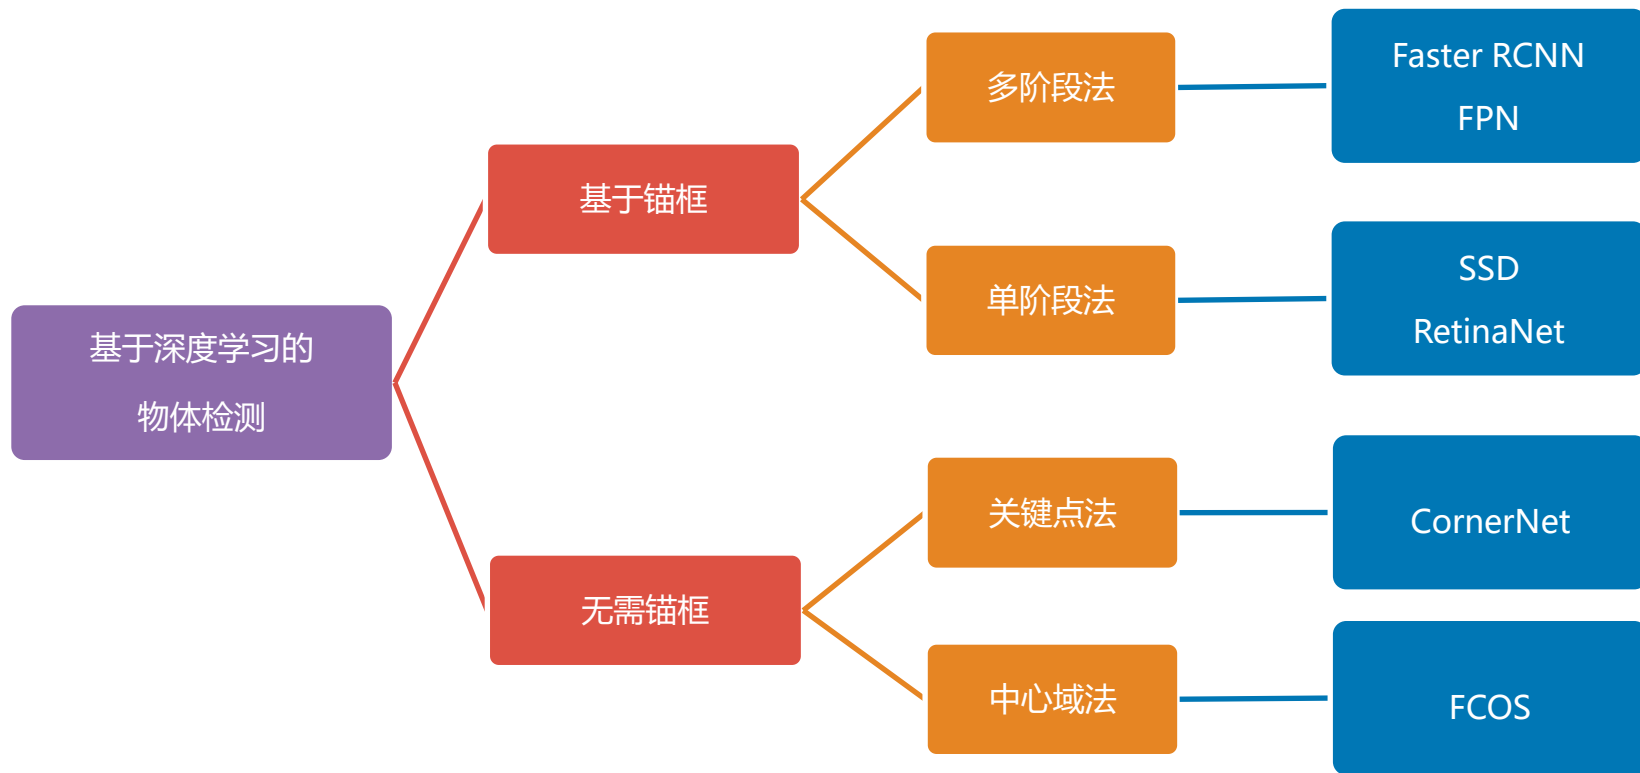 基于深度学习的
物体检测
基于锚框
无需锚框
多阶段法
单阶段法
关键点法
中心域法
Faster RCNN
FPN
SSD
RetinaNet
CornerNet
FCOS